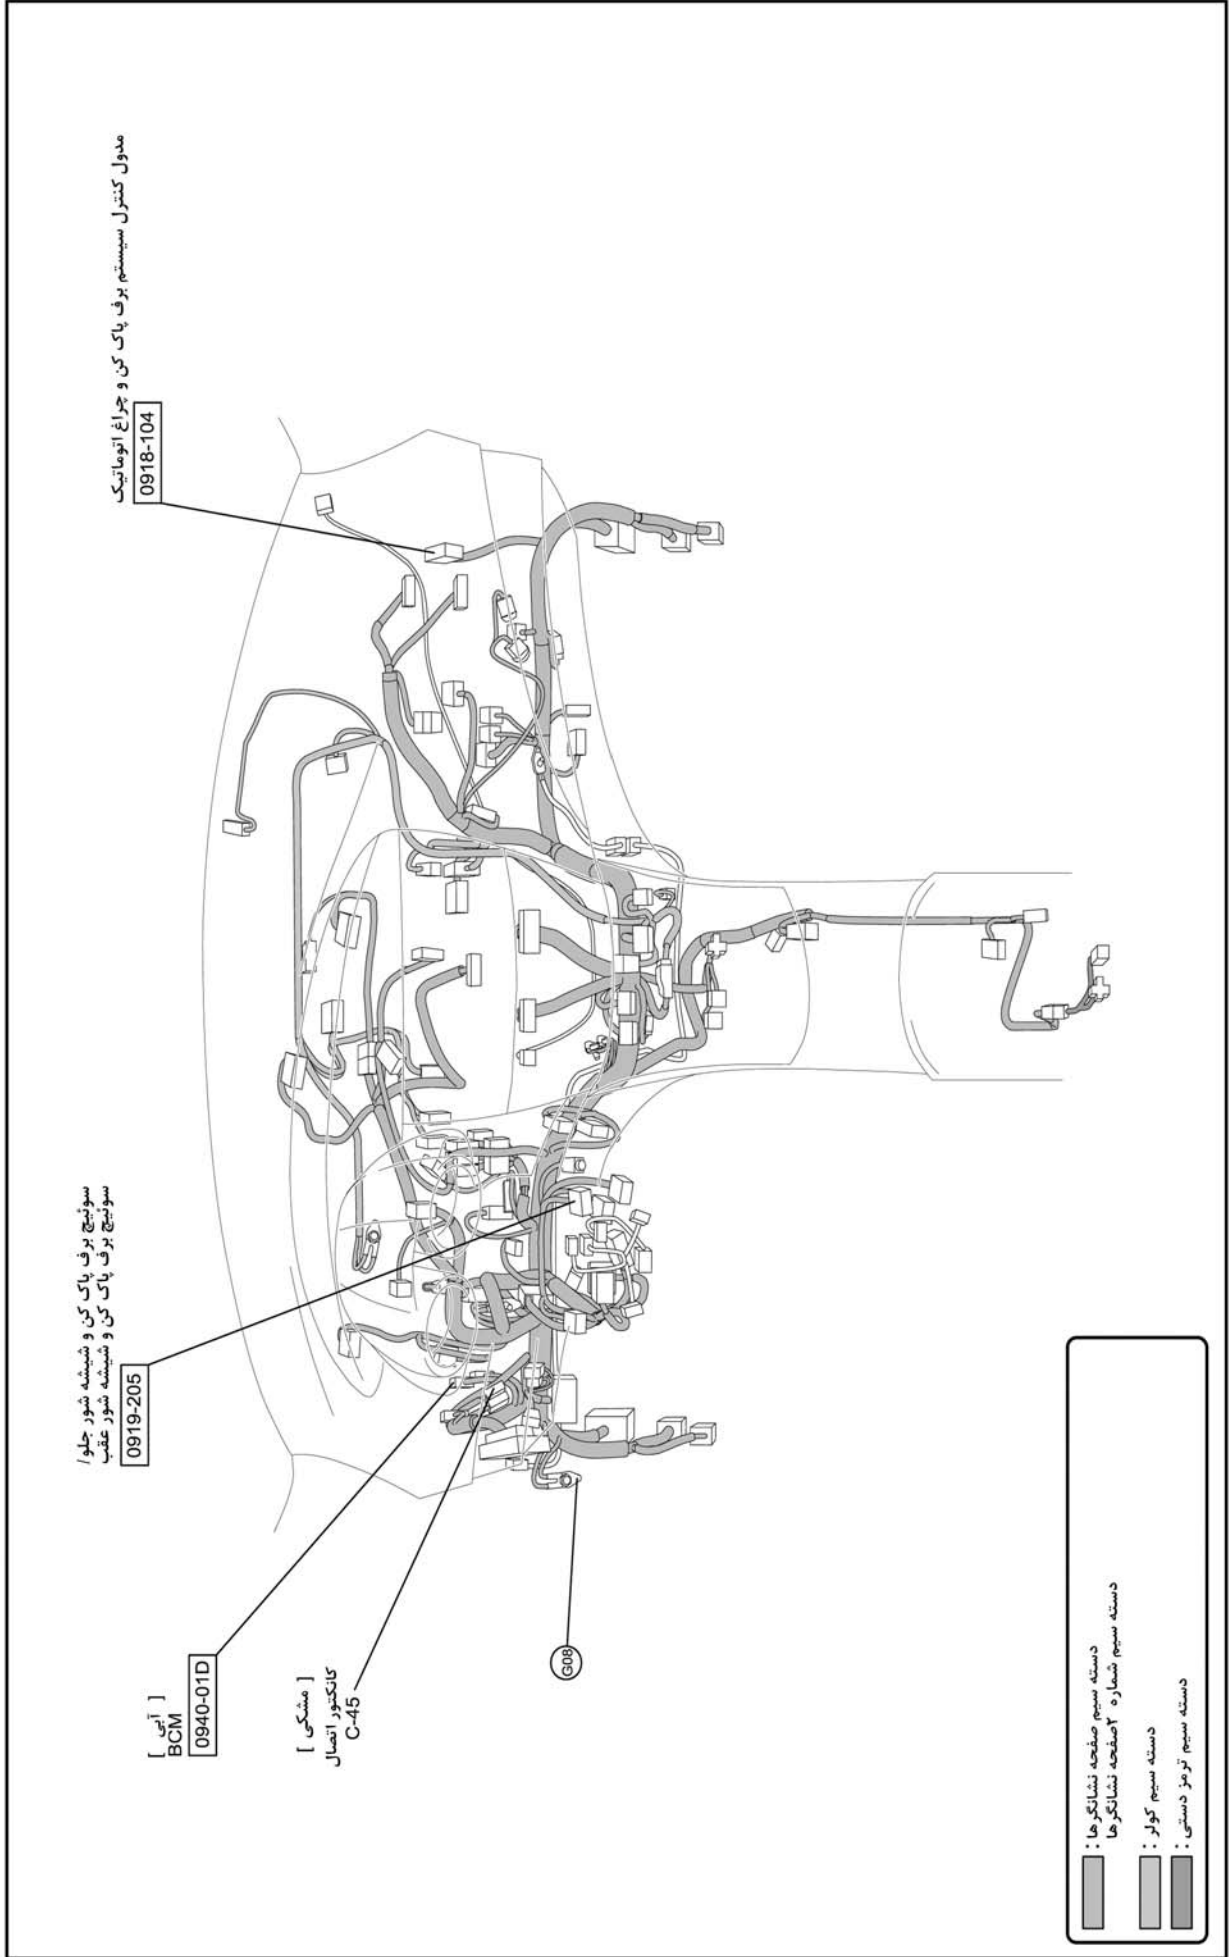 مدول کنترل سیستم برف پاک کن و چراغ اتوماتیک
0918-104
سوئیچ برف پاک کن و شیشه شور جلو/
سوئیچ برف پاک کن و شیشه شور عقب
0919-205
[ آبی ]
BCM
0940-01D
[ مشکی ]
کانکتور اتصال
C-45
G08
دسته سیم صفحه نشانگرها :
دسته سیم شماره ۲صفحه نشانگرها
دسته سیم کولر :
دسته سیم ترمز دستی :